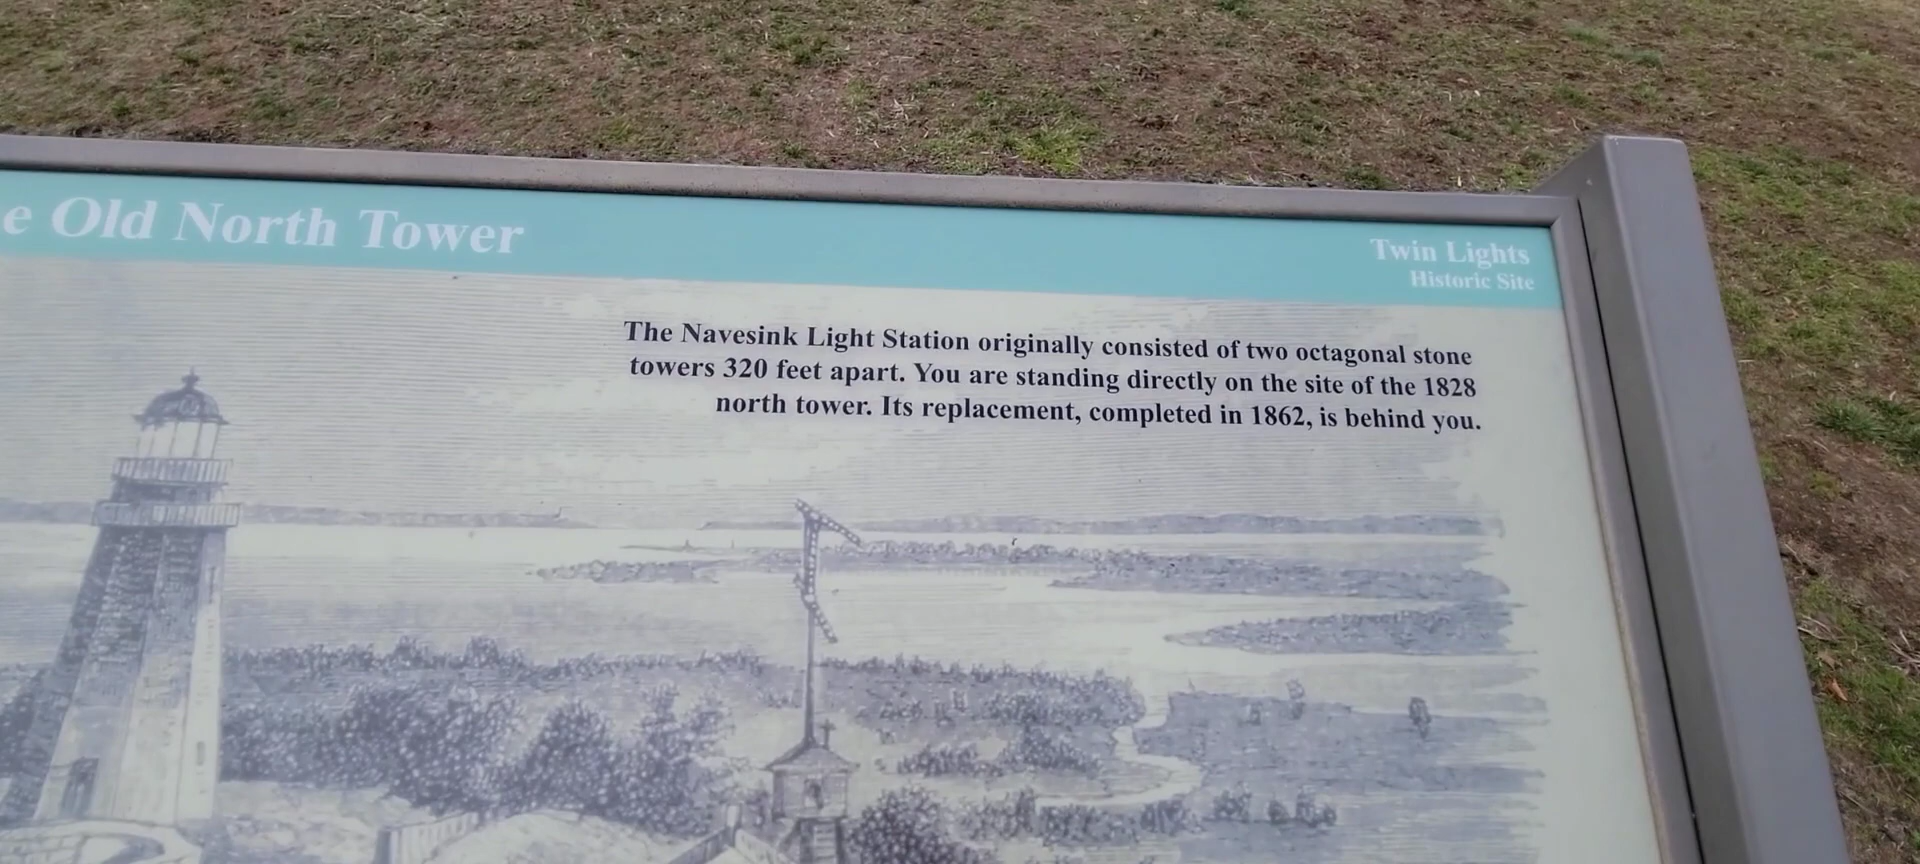 e Old North Tower
Twin Lights
Historic Site
The Navesink Light Station originally consisted of two octagonal stone
towers 320 feet apart. You are standing directly on the site of the 1828
north tower. Its replacement, completed in 1862, is behind you.